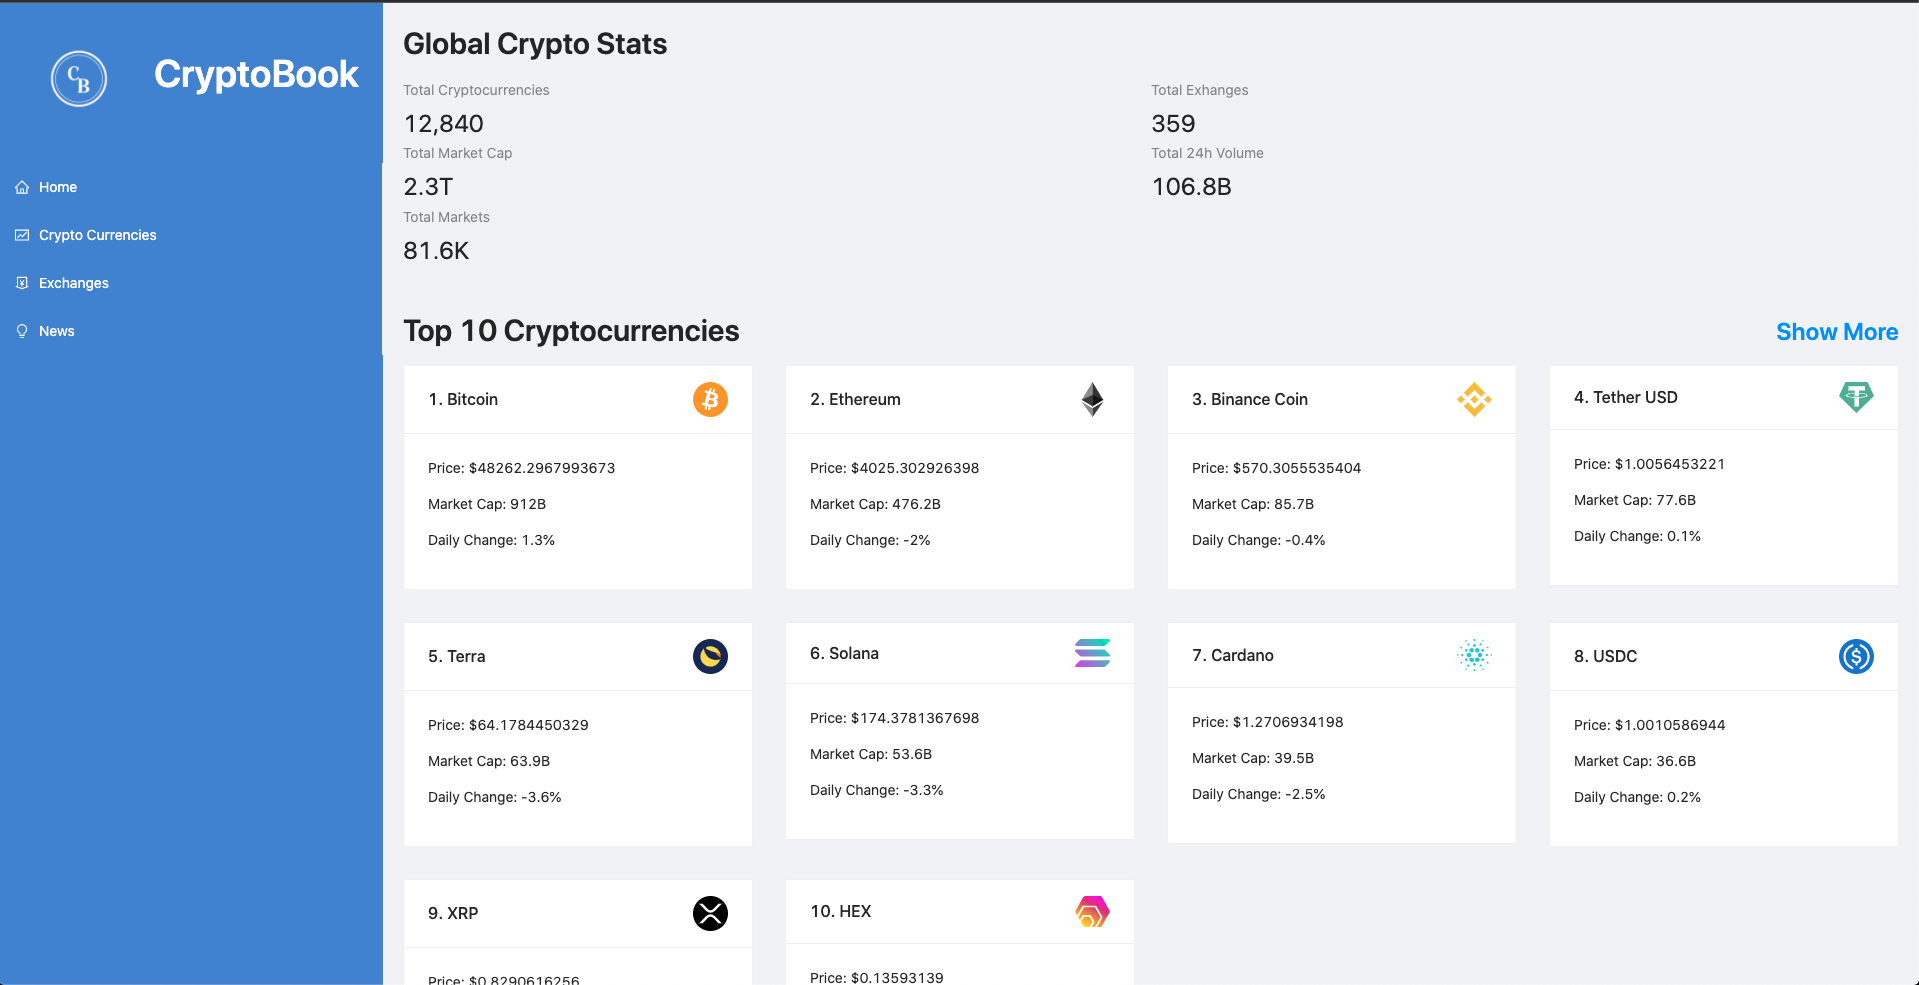 CB
CryptoBook
Home
Crypto Currencies
Exchanges
News
Global Crypto Stats
Total Cryptocurrencies
12,840
Total Exhanges
359
Total Market Cap
2.3T
Total 24h Volume
106.8B
Total Markets
81.6K
Top 10 Cryptocurrencies
Show More
1. Bitcoin
Price: $48262.2967993673
Market Cap: 912B
Daily Change: 1.3%
2. Ethereum
Price: $4025.302926398
Market Cap: 476.2B
Daily Change: -2%
3. Binance Coin
Price: $570.3055535404
Market Cap: 85.7B
Daily Change: -0.4%
4. Tether USD
Price: $1.0056453221
Market Cap: 77.6B
Daily Change: 0.1%
5. Terra
Price: $64.1784450329
Market Cap: 63.9B
Daily Change: -3.6%
6. Solana
Price: $174.3781367698
Market Cap: 53.6B
Daily Change: -3.3%
7. Cardano
Price: $1.2706934198
Market Cap: 39.5B
Daily Change: -2.5%
8. USDC
Price: $1.0010586944
Market Cap: 36.6B
Daily Change: 0.2%
9. XRP
Price: $0.8290616256
10. HEX
Price: $0.13593139